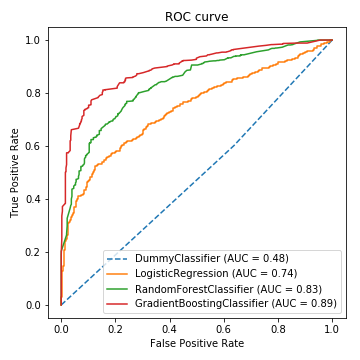 ROC curve
1.0
0.8
0.6
0.4
0.2
0.0
True Positive Rate
DummyClassifier (AUC = 0.48)
LogisticRegression (AUC = 0.74)
RandomForestClassifier (AUC = 0.83)
GradientBoostingClassifier (AUC = 0.89)
0.0 0.2 0.4 0.6 0.8 1.0
False Positive Rate